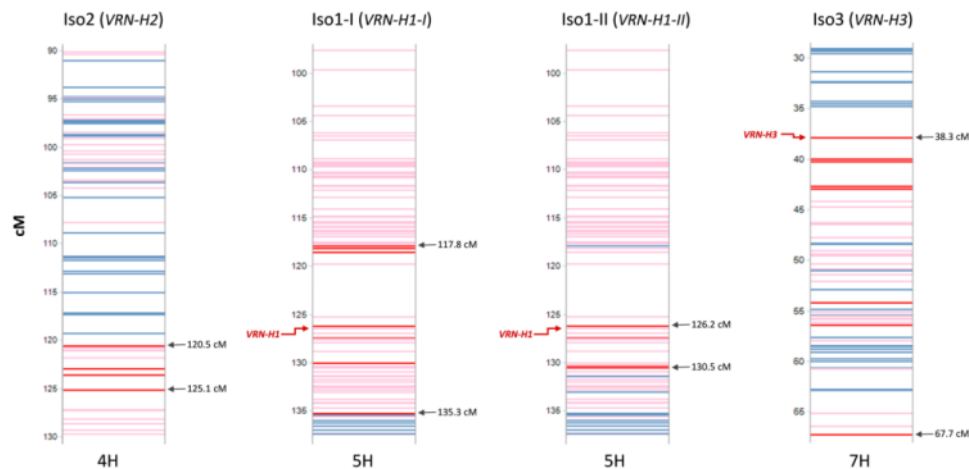 Iso2 (VRN-H2)
Iso1-I (VRN-H1-I)
Iso1-II (VRN-H1-II)
Iso3 (VRN-H3)
cM
90
95
100
105
110
115
120
125
130
120.5 cM
125.1 cM
4H
100
105
110
115
120
125
130
136
VRN-H1
117.8 cM
135.3 cM
5H
100
105
110
115
120
125
130
136
VRN-H1
126.2 cM
130.5 cM
5H
30
35
40
45
50
55
60
65
VRN-H3
38.3 cM
67.7 cM
7H